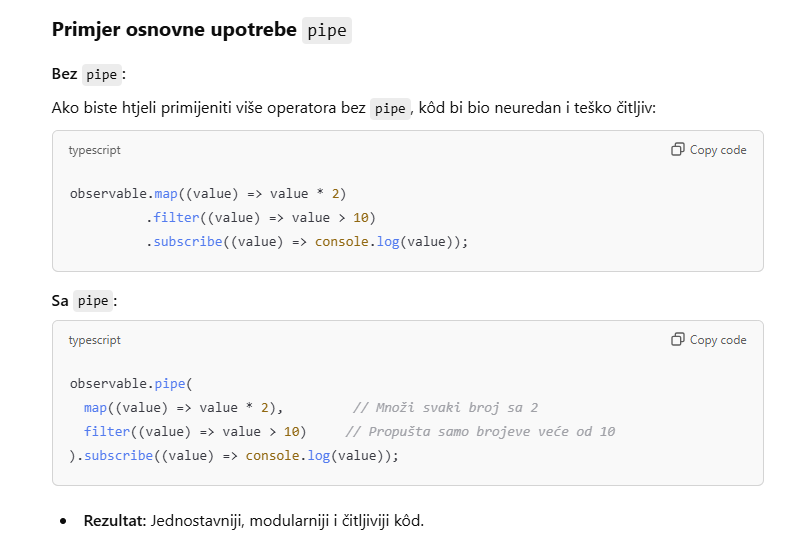 Primjer osnovne upotrebe pipe
Bez pipe:
Ako biste htjeli primijeniti više operatora bez pipe, kôd bi bio neuredan i teško čitljiv:
typescript Copy code
observable.map((value) => value * 2)
          .filter((value) => value > 10)
          .subscribe((value) => console.log(value));
Sa pipe:
typescript Copy code
observable.pipe(
  map((value) => value * 2),         // Množi svaki broj sa 2
  filter((value) => value > 10)     // Propušta samo brojeve veće od 10
).subscribe((value) => console.log(value));
• Rezultat: Jednostavniji, modularniji i čitljiviji kôd.